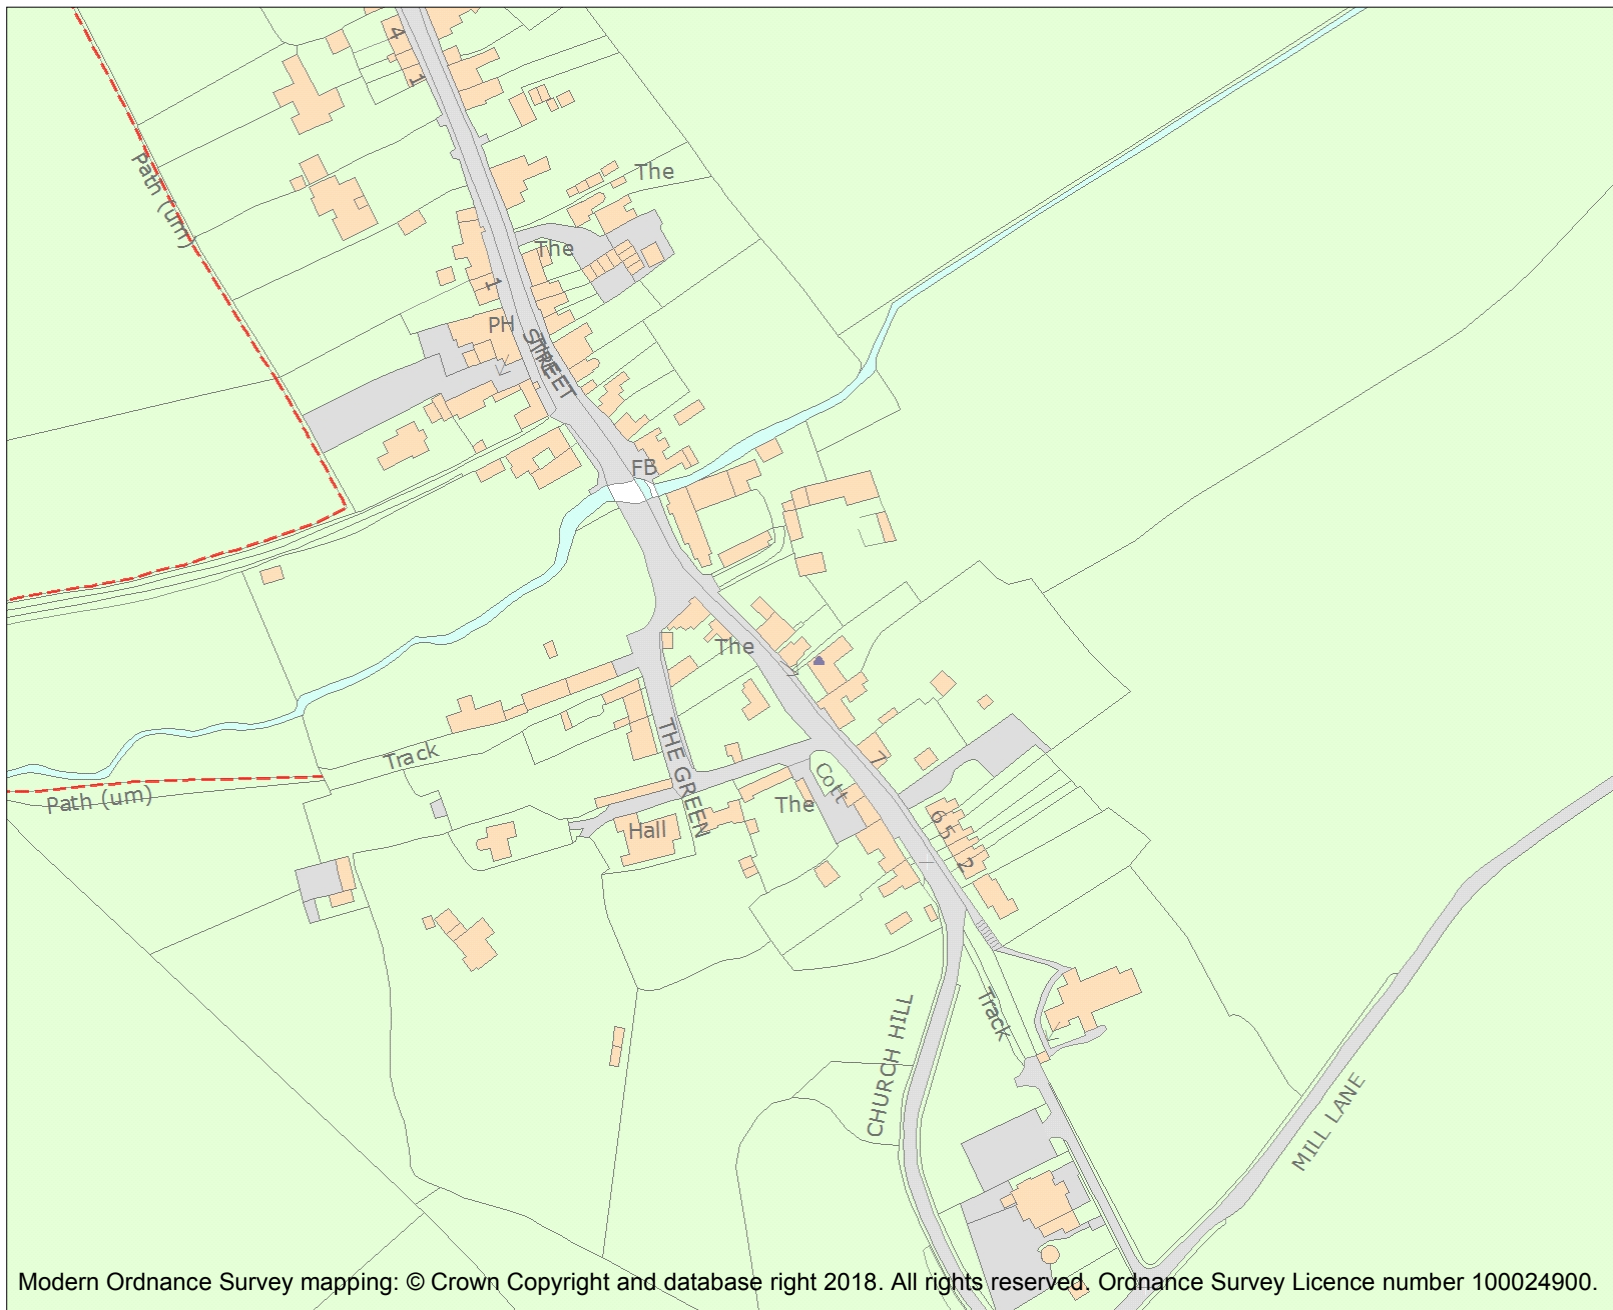 4
1
Path (um)
The
The
1
PH
THE
STREET
FB
The
Track
THE GREEN
Path (um)
7
Cott
The
Hall
6
5
2
CHURCH HILL
Track
MILL LANE
Modern Ordnance Survey mapping: © Crown Copyright and database right 2018. All rights reserved. Ordnance Survey Licence number 100024900.